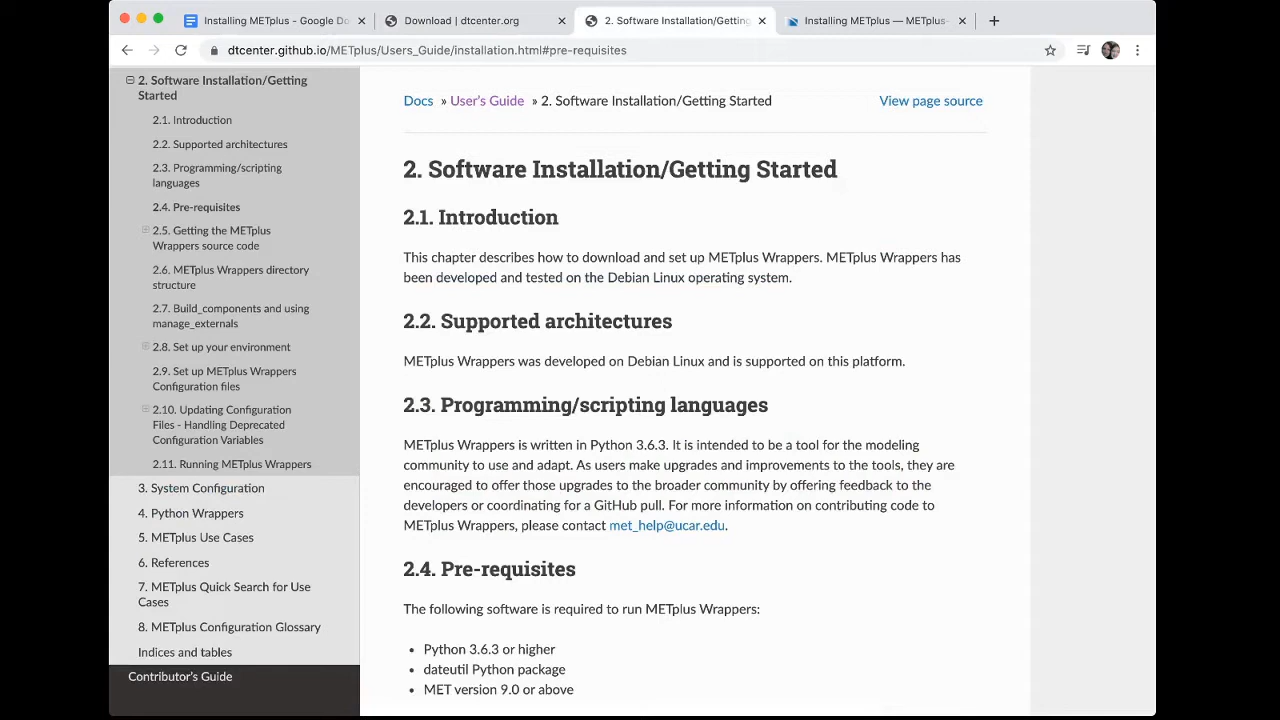 Installing METplus - Google Do
Download | dtcenter.org
2. Software Installation/Getting
Installing METplus — METplus-
dtcenter.github.io/METplus/Users_Guide/installation.html#pre-requisites
2. Software Installation/Getting
Started
2.1. Introduction
2.2. Supported architectures
2.3. Programming/scripting
languages
2.4. Pre-requisites
2.5. Getting the METplus
Wrappers source code
2.6. METplus Wrappers directory
structure
2.7. Build_components and using
manage_externals
2.8. Set up your environment
2.9. Set up METplus Wrappers
Configuration files
2.10. Updating Configuration
Files - Handling Deprecated
Configuration Variables
2.11. Running METplus Wrappers
3. System Configuration
4. Python Wrappers
5. METplus Use Cases
6. References
7. METplus Quick Search for Use
Cases
8. METplus Configuration Glossary
Indices and tables
Contributor's Guide
Docs » User's Guide » 2. Software Installation/Getting Started
View page source
2. Software Installation/Getting Started
2.1. Introduction
This chapter describes how to download and set up METplus Wrappers. METplus Wrappers has
been developed and tested on the Debian Linux operating system.
2.2. Supported architectures
METplus Wrappers was developed on Debian Linux and is supported on this platform.
2.3. Programming/scripting languages
METplus Wrappers is written in Python 3.6.3. It is intended to be a tool for the modeling
community to use and adapt. As users make upgrades and improvements to the tools, they are
encouraged to offer those upgrades to the broader community by offering feedback to the
developers or coordinating for a GitHub pull. For more information on contributing code to
METplus Wrappers, please contact met_help@ucar.edu.
2.4. Pre-requisites
The following software is required to run METplus Wrappers:
• Python 3.6.3 or higher
• dateutil Python package
• MET version 9.0 or above